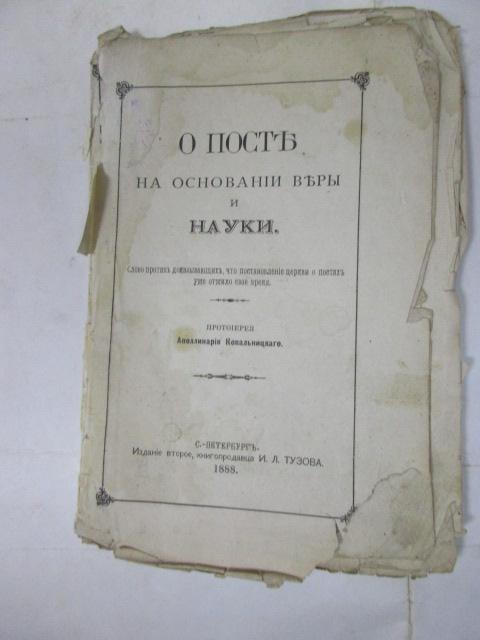 О ПОСТѢ
НА ОСНОВАНІИ ВѢРЫ
И
НАУКИ.
Слово противъ доказывающихъ, что постановленіе церкви о постахъ
уже отжило свое время.
ПРОТОІЕРЕЯ
Аполлинарія Ковальницкаго.
С.-ПЕТЕРБУРГЪ.
Изданіе второе, книгопродавца И. Л. ТУЗОВА.
1888.